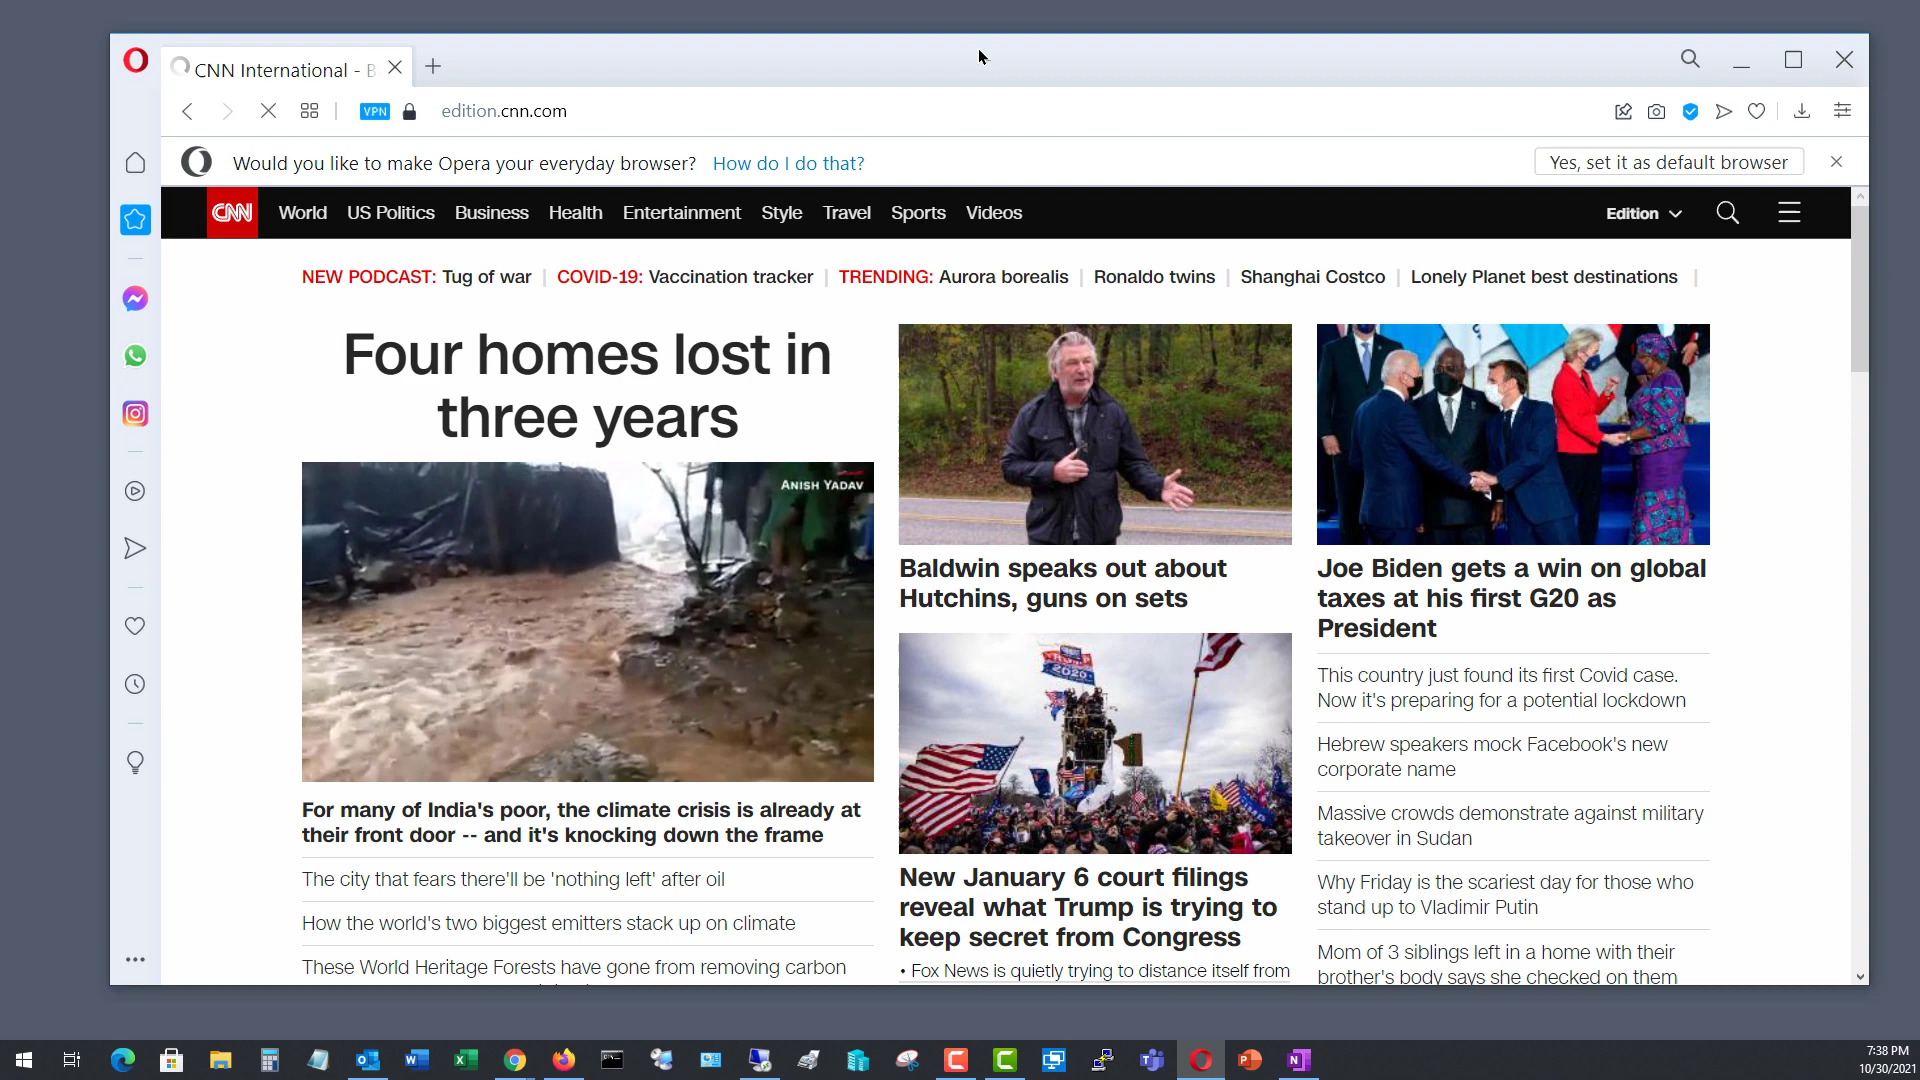 CNN International - B
VPN
edition.cnn.com
Would you like to make Opera your everyday browser? How do I do that?
Yes, set it as default browser
CNN World US Politics Business Health Entertainment Style Travel Sports Videos
Edition
NEW PODCAST: Tug of war | COVID-19: Vaccination tracker | TRENDING: Aurora borealis | Ronaldo twins | Shanghai Costco | Lonely Planet best destinations |
Four homes lost in
three years
ANISH YADAV
For many of India's poor, the climate crisis is already at
their front door -- and it's knocking down the frame
The city that fears there'll be 'nothing left' after oil
How the world's two biggest emitters stack up on climate
These World Heritage Forests have gone from removing carbon
Baldwin speaks out about
Hutchins, guns on sets
TRUMP
2020
New January 6 court filings
reveal what Trump is trying to
keep secret from Congress
• Fox News is quietly trying to distance itself from
Joe Biden gets a win on global
taxes at his first G20 as
President
This country just found its first Covid case.
Now it's preparing for a potential lockdown
Hebrew speakers mock Facebook's new
corporate name
Massive crowds demonstrate against military
takeover in Sudan
Why Friday is the scariest day for those who
stand up to Vladimir Putin
Mom of 3 siblings left in a home with their
brother's body says she checked on them
7:38 PM
10/30/2021